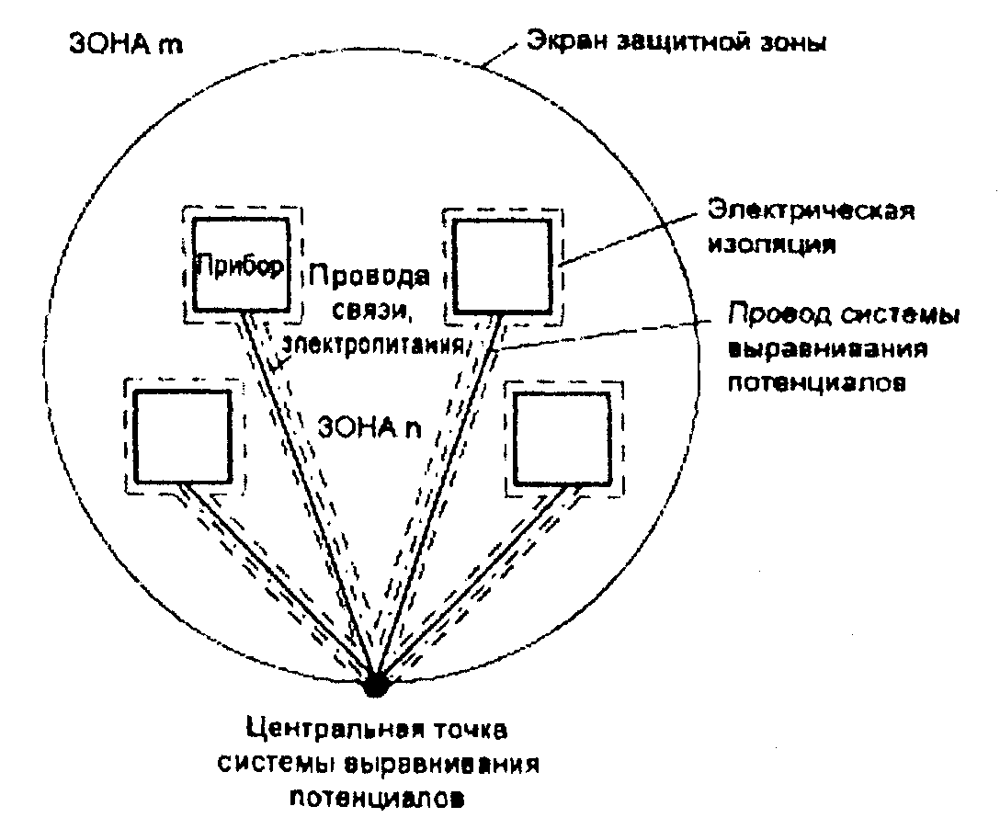 ЗОНА m
Экран защитной зоны
Электрическая
изоляция
Прибор
Провода
связи,
электропитания
Провод системы
выравнивания
потенциалов
ЗОНА n
Центральная точка
системы выравнивания
потенциалов